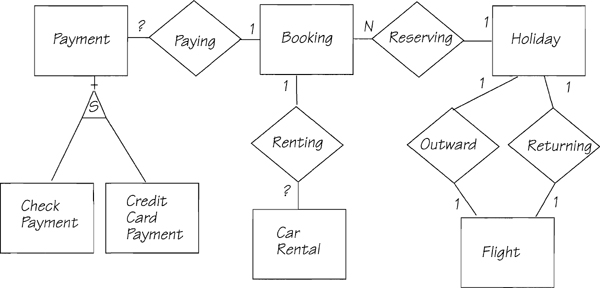 Payment
?
Paying
1
Booking
N
Reserving
1
Holiday
S
1
1
1
Renting
Outward
Returning
?
1
1
Check
Payment
Credit
Card
Payment
Car
Rental
Flight